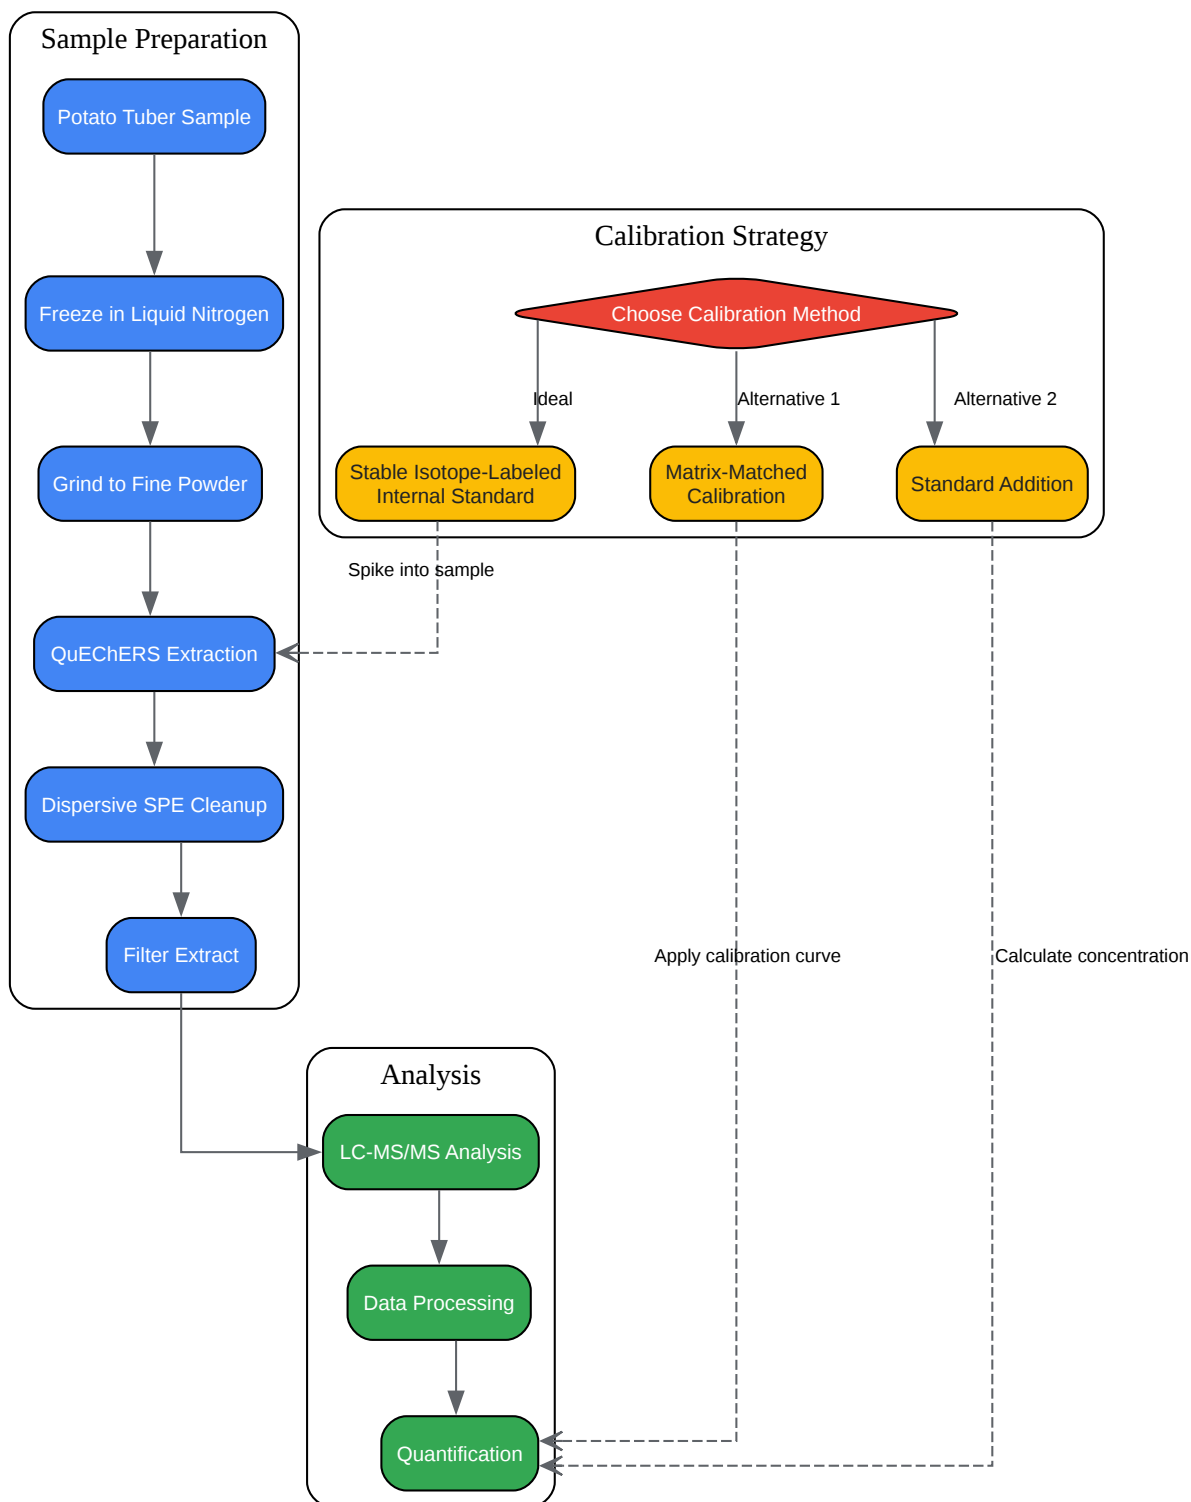 Sample Preparation
Potato Tuber Sample
Freeze in Liquid Nitrogen
Grind to Fine Powder
QuEChERS Extraction
Dispersive SPE Cleanup
Filter Extract
Calibration Strategy
Choose Calibration Method
Ideal
Alternative 1
Alternative 2
Stable Isotope-Labeled
Internal Standard
Matrix-Matched
Calibration
Standard Addition
Spike into sample
Apply calibration curve
Calculate concentration
Analysis
LC-MS/MS Analysis
Data Processing
Quantification